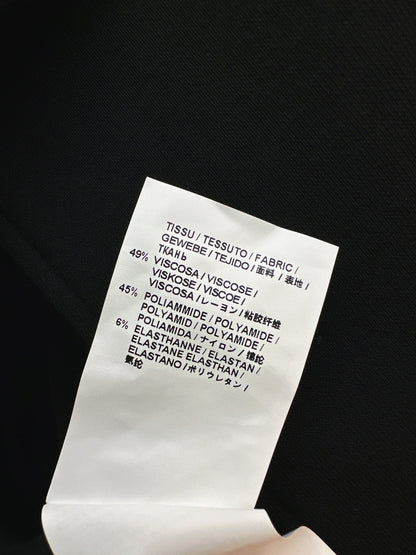 TISSU / TESSUTO / FABRIC /
GEWEBE / TEJIDO / 面料 / 表地 /
TKAHЬ
49% VISCOSA / VISCOSE /
VISKOSE / VISCOE /
VISCOSA / レーヨン / 粘胶纤维
45% POLIAMMIDE / POLYAMIDE /
POLYAMID / POLYAMIDE /
POLIAMIDA / ナイロン / 锦纶
6% ELASTHANNE / ELASTAN /
ELASTANE ELASTHAN /
ELASTANO / ポリウレタン /
氨纶